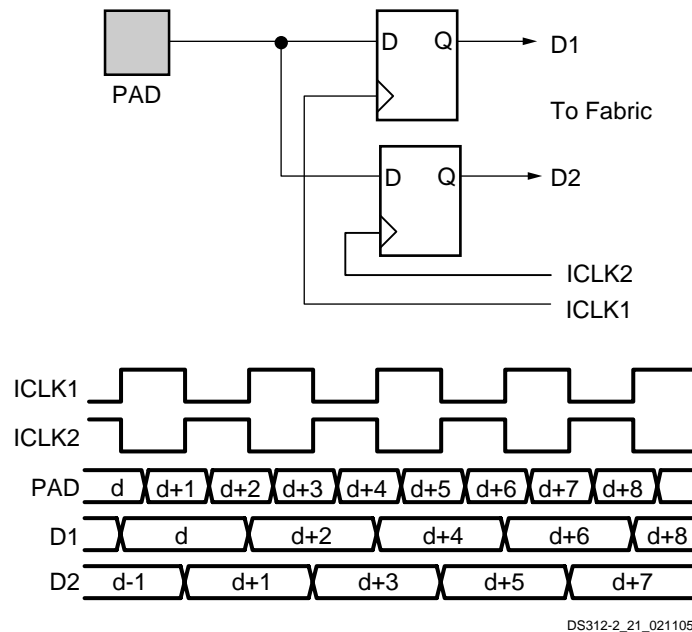 D Q D1
PAD
To Fabric
D Q D2
ICLK2
ICLK1
ICLK1
ICLK2
PAD d d+1 d+2 d+3 d+4 d+5 d+6 d+7 d+8
D1 d d+2 d+4 d+6 d+8
D2 d-1 d+1 d+3 d+5 d+7
DS312-2_21_021105